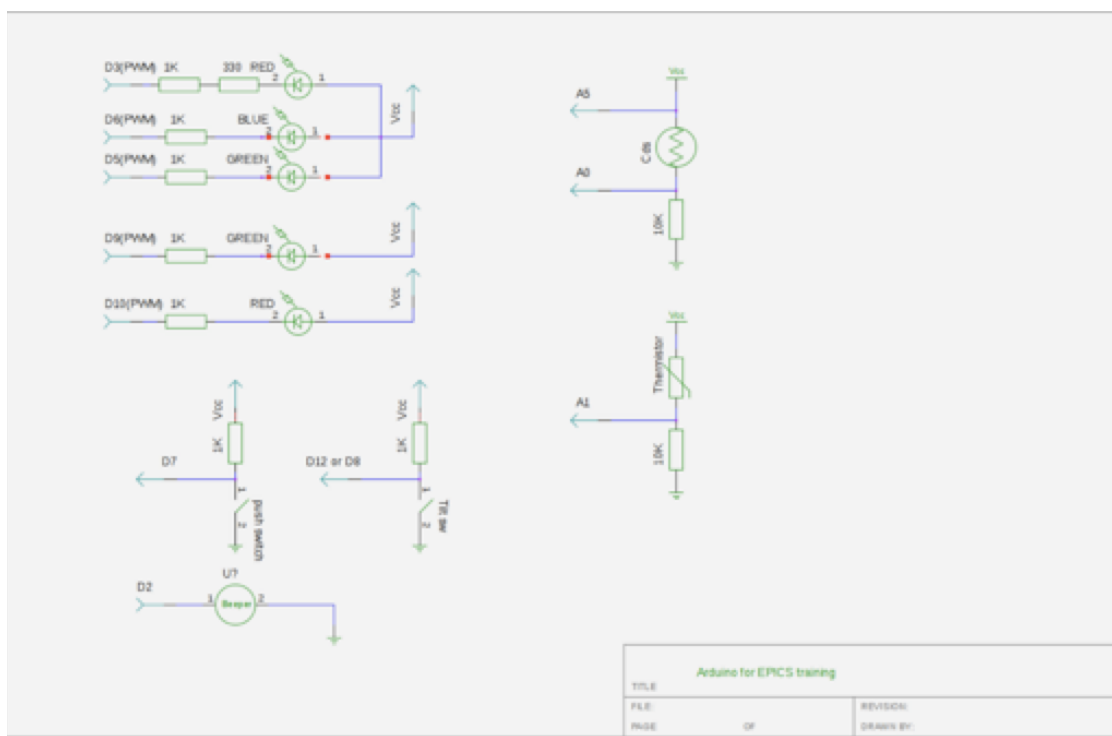 D3(PWM) 1K 330 RED
2 1
D6(PWM) 1K BLUE
2 1
Vcc
D5(PWM) 1K GREEN
2 1
D9(PWM) 1K GREEN
2 1
Vcc
D10(PWM) 1K RED
2 1
Vcc
Vcc
1K
D7
1
2
push switch
Vcc
1K
D12 or D8
1
2
Tilt sw
U?
D2
1 Beeper 2
Vcc
A5
Cds
A0
10K
Vcc
Thermistor
A1
10K
Arduino for EPICS training
TITLE
FILE: REVISION:
PAGE OF DRAWN BY: